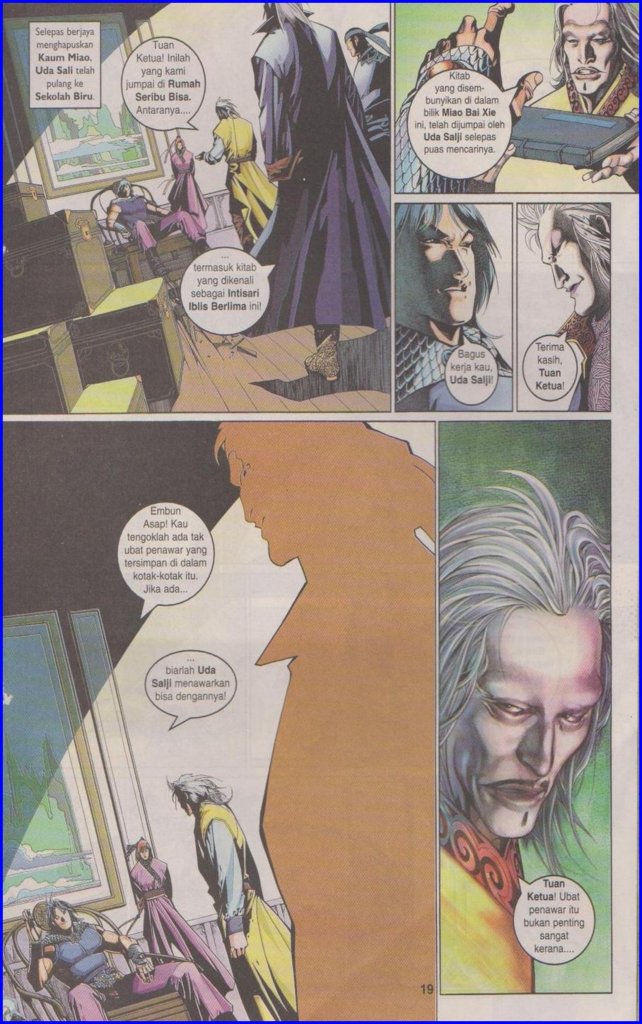 Selepas berjaya
menghapuskan
Kaum Miao,
Uda Sali telah
pulang ke
Sekolah Biru.
Tuan
Ketua! Inilah
yang kami
jumpai di Rumah
Seribu Bisa.
Antaranya....
...
termasuk kitab
yang dikenali
sebagai Intisari
Iblis Berlima ini!
Kitab
yang disem-
bunyikan di dalam
bilik Miao Bai Xie
ini, telah dijumpai oleh
Uda Salji selepas
puas mencarinya.
Bagus
kerja kau,
Uda Salji!
Terima
kasih,
Tuan
Ketua!
Embun
Asap! Kau
tengoklah ada tak
ubat penawar yang
tersimpan di dalam
kotak-kotak itu.
Jika ada...
...
biarlah Uda
Salji menawarkan
bisa dengannya!
Tuan
Ketua! Ubat
penawar itu
bukan penting
sangat
kerana....
19